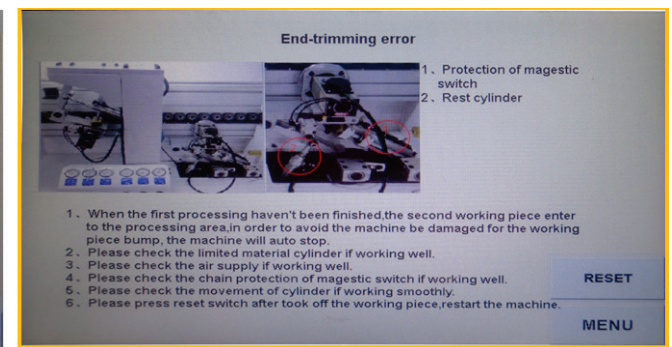 End-trimming error
1、Protection of magestic
switch
2、Rest cylinder
1、When the first processing haven't been finished,the second working piece enter
to the processing area,in order to avoid the machine be damaged for the working
piece bump, the machine will auto stop.
2、Please check the limited material cylinder if working well.
3、Please check the air supply if working well.
4、Please check the chain protection of magestic switch if working well.
5、Please check the movement of cylinder if working smoothly.
6、Please press reset switch after took off the working piece,restart the machine.
RESET
MENU